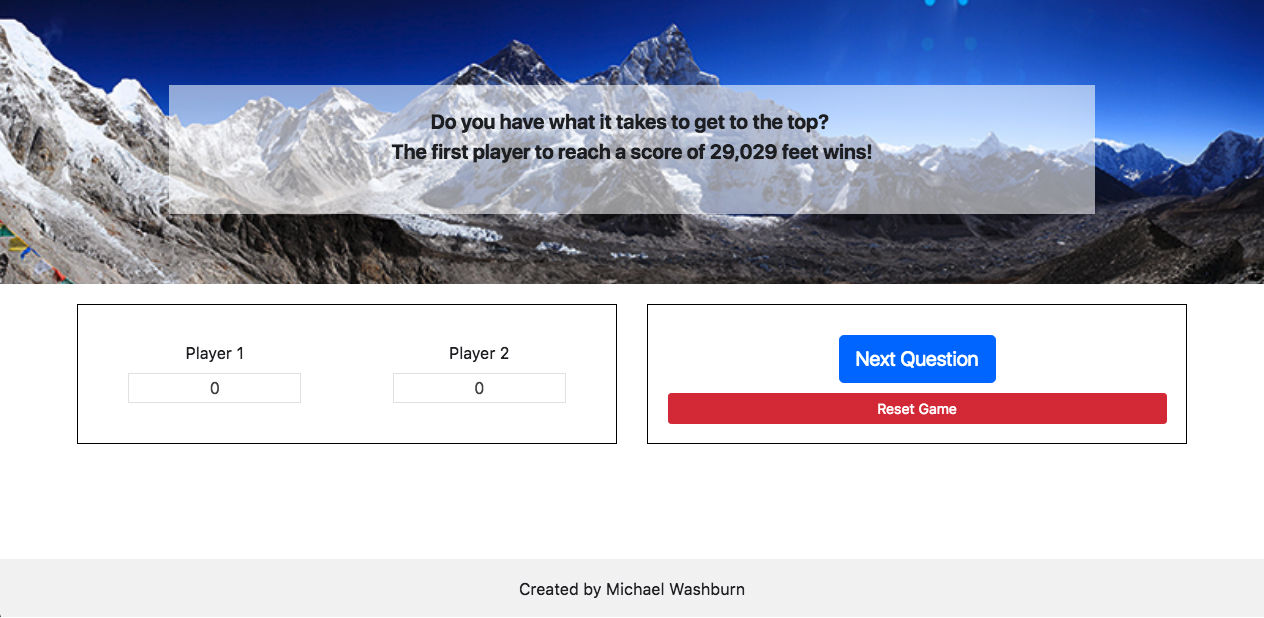 Do you have what it takes to get to the top?
The first player to reach a score of 29,029 feet wins!
Player 1
Player 2
0
0
Next Question
Reset Game
Created by Michael Washburn